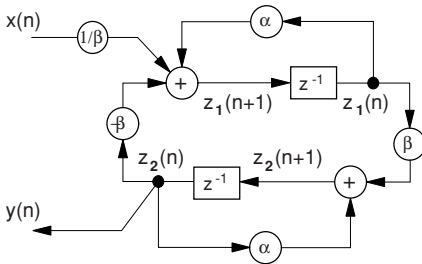 x(n) 1/β α
+ z⁻¹
z₁(n+1) z₁(n)
-β β
z₂(n) z₂(n+1)
z⁻¹ +
y(n) α